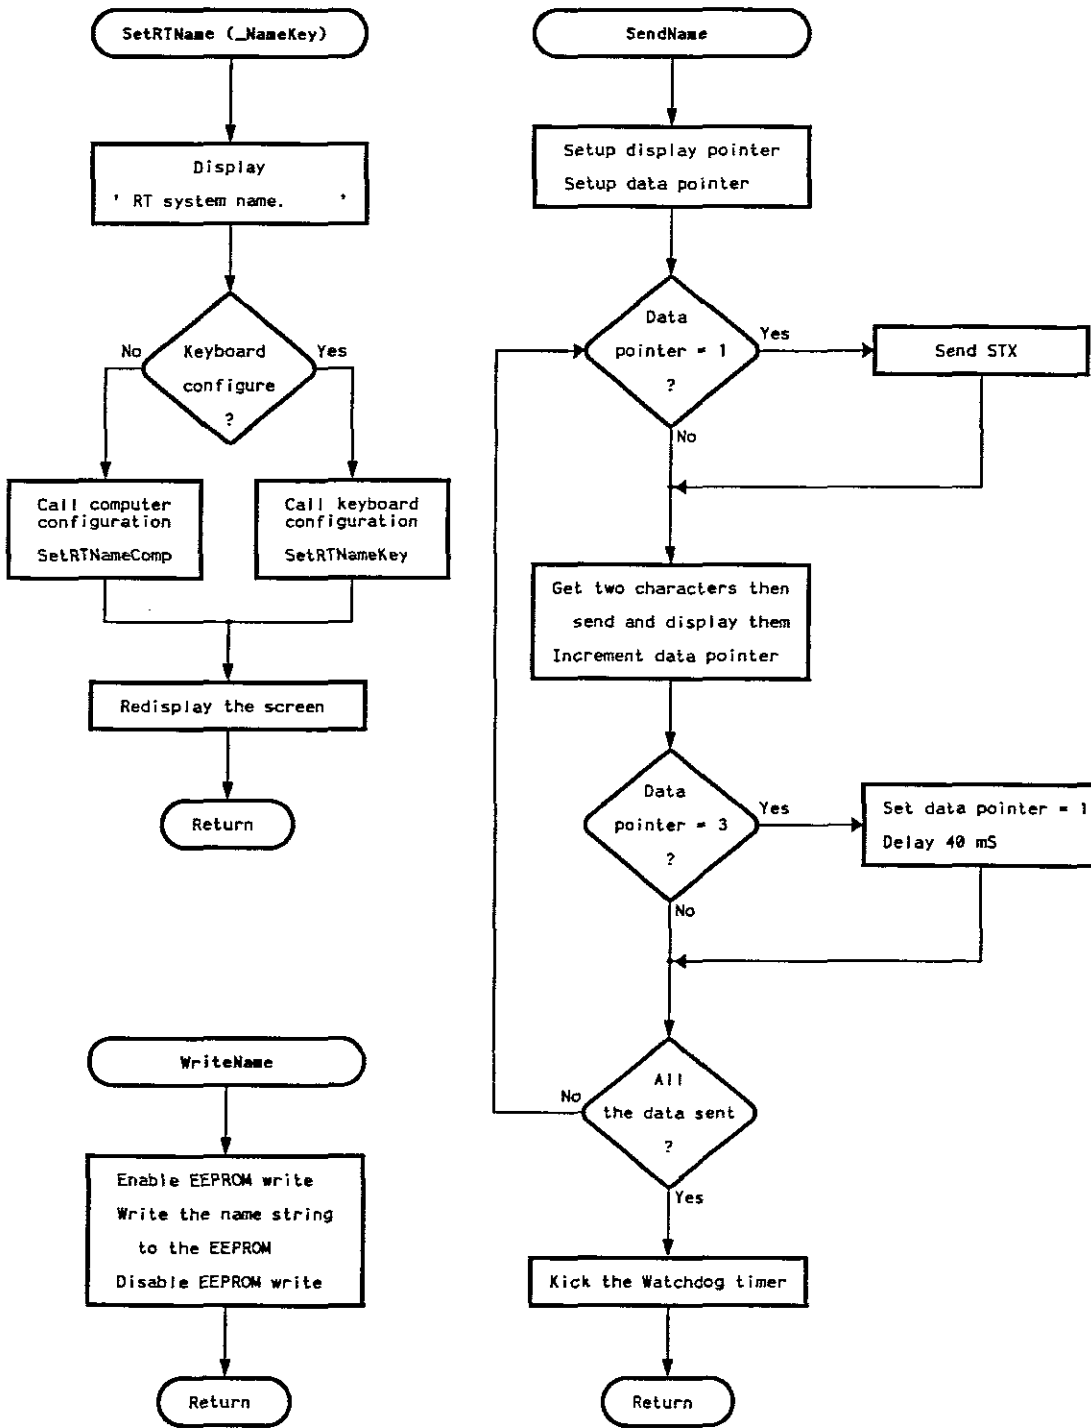 SetRTName (_NameKey)
Display
' RT system name.      '
Keyboard
configure
?
No
Yes
Call computer
configuration
SetRTNameComp
Call keyboard
configuration
SetRTNameKey
Redisplay the screen
Return
WriteName
Enable EEPROM write
Write the name string
to the EEPROM
Disable EEPROM write
Return
SendName
Setup display pointer
Setup data pointer
Data
pointer = 1
?
Yes
Send STX
No
Get two characters then
send and display them
Increment data pointer
Data
pointer = 3
?
Yes
Set data pointer = 1
Delay 40 mS
No
All
the data sent
?
No
Yes
Kick the Watchdog timer
Return